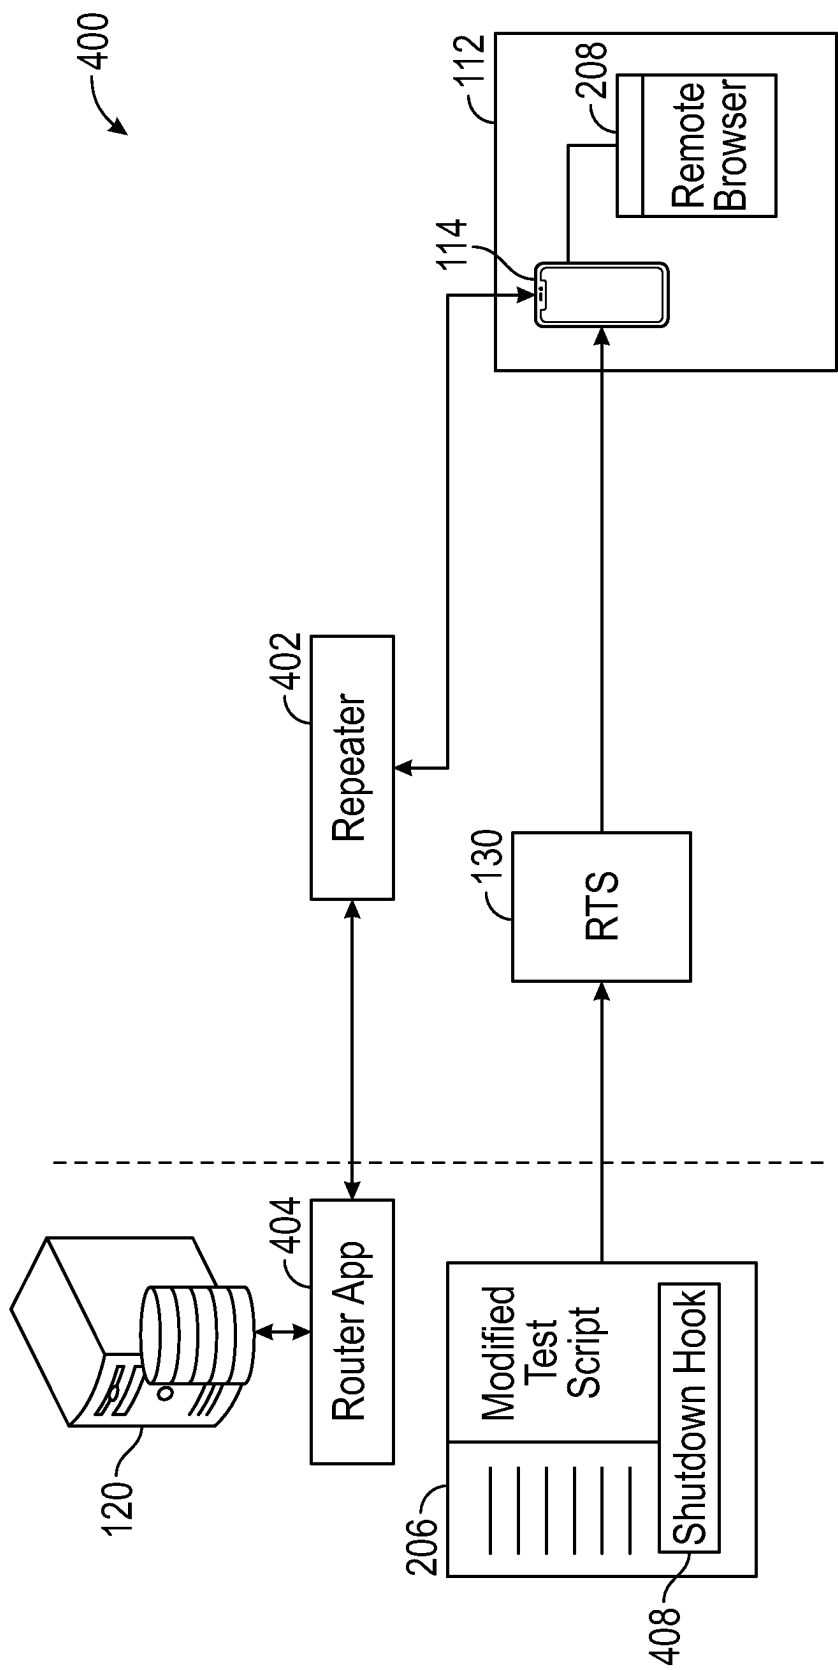 400
120
404
Router App
402
Repeater
206
Modified
Test
Script
Shutdown Hook
408
130
RTS
114
112
208
Remote
Browser